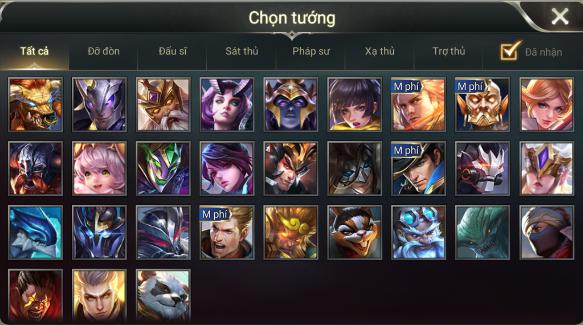 Chọn tướng
Tất cả Đỡ đòn Đấu sĩ Sát thủ Pháp sư Xạ thủ Trợ thủ Đã nhận
M phí M phí
M phí
M phí